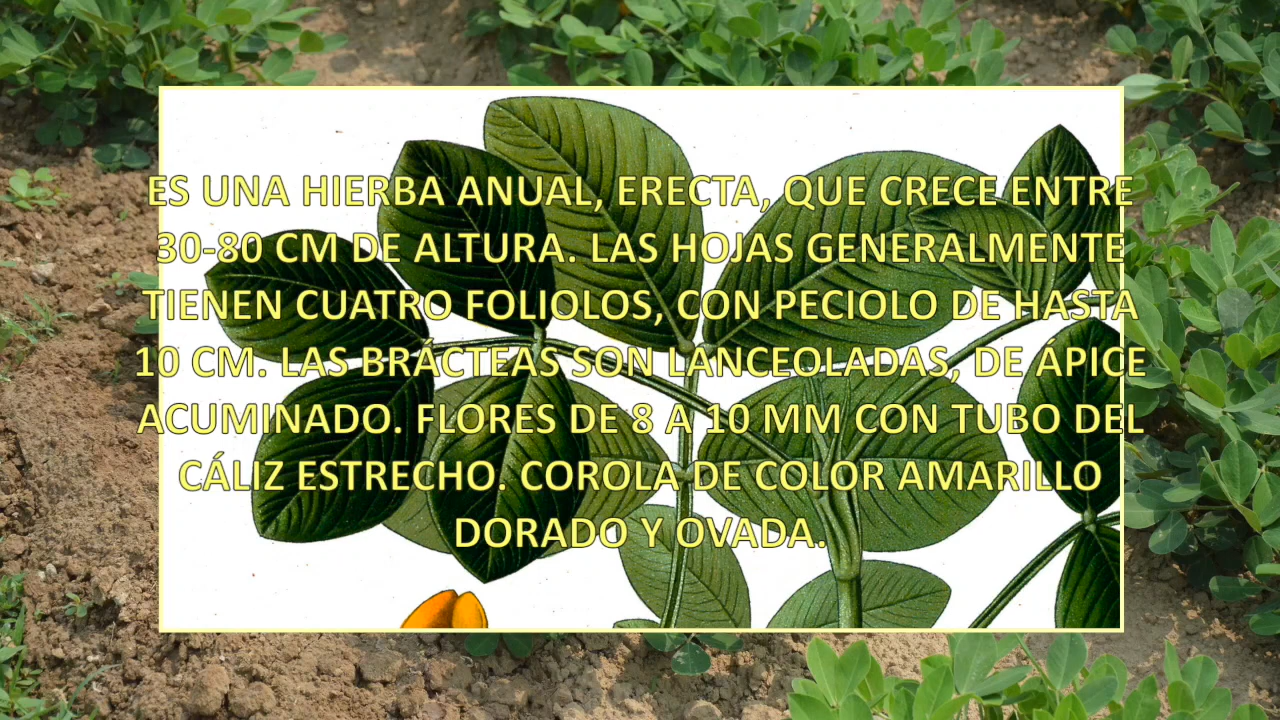 ES UNA HIERBA ANUAL, ERECTA, QUE CRECE ENTRE
30-80 CM DE ALTURA. LAS HOJAS GENERALMENTE
TIENEN CUATRO FOLIOLOS, CON PECIOLO DE HASTA
10 CM. LAS BRÁCTEAS SON LANCEOLADAS, DE ÁPICE
ACUMINADO. FLORES DE 8 A 10 MM CON TUBO DEL
CÁLIZ ESTRECHO. COROLA DE COLOR AMARILLO
DORADO Y OVADA.